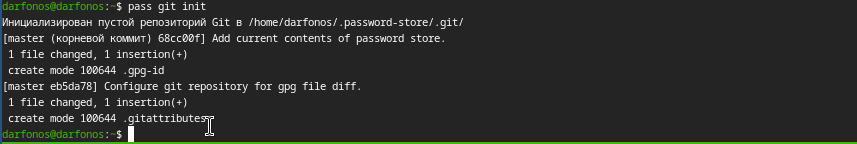 darfonos@darfonos:~$ pass git init
Инициализирован пустой репозиторий Git в /home/darfonos/.password-store/.git/
[master (корневой коммит) 68cc00f] Add current contents of password store.
 1 file changed, 1 insertion(+)
 create mode 100644 .gpg-id
[master eb5da78] Configure git repository for gpg file diff.
 1 file changed, 1 insertion(+)
 create mode 100644 .gitattributes
darfonos@darfonos:~$